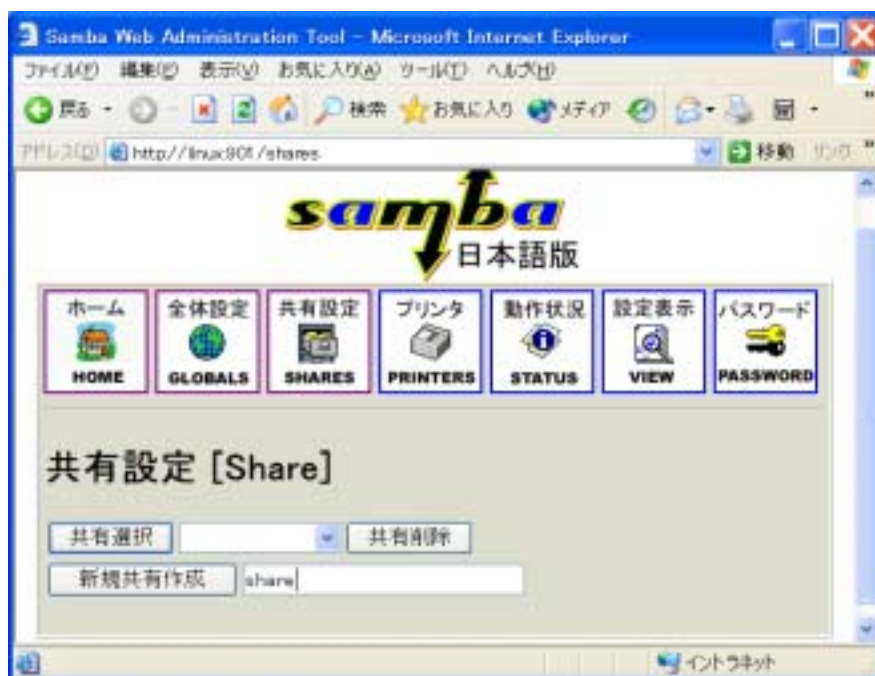 Samba Web Administration Tool - Microsoft Internet Explorer
ファイル(F) 編集(E) 表示(V) お気に入り(A) ツール(T) ヘルプ(H)
戻る 検索 お気に入り メディア
アドレス(D) http://linux:901/shares 移動 リンク »
samba
日本語版
ホーム 全体設定 共有設定 プリンタ 動作状況 設定表示 パスワード
HOME GLOBALS SHARES PRINTERS STATUS VIEW PASSWORD
共有設定 [Share]
共有選択 共有削除
新規共有作成 share
イントラネット